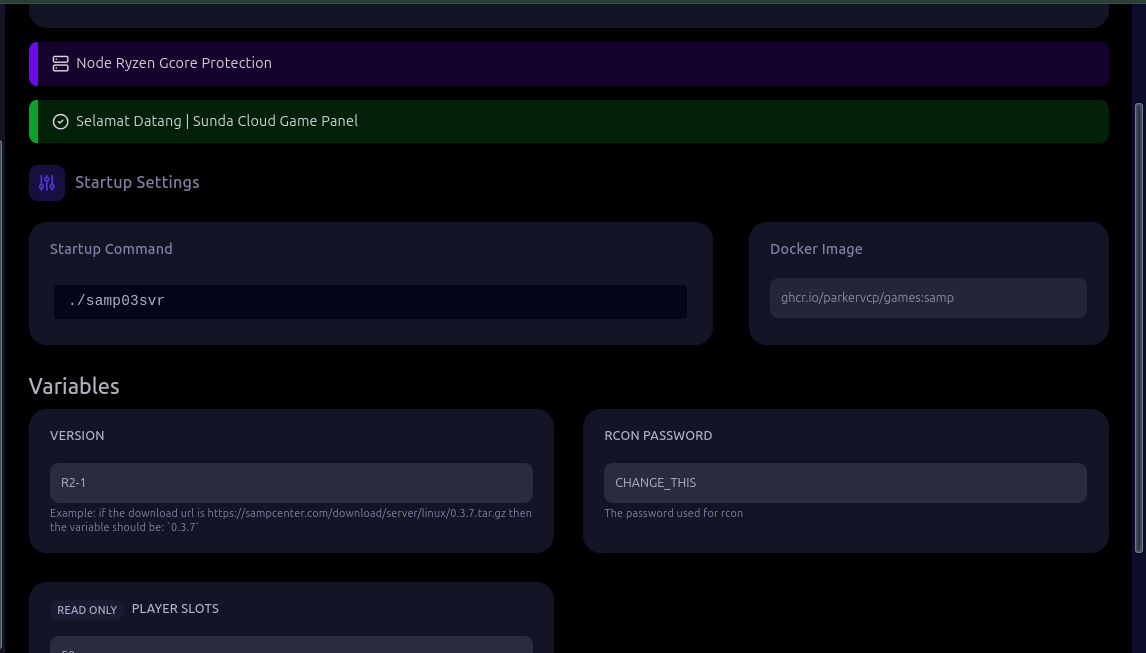 Node Ryzen Gcore Protection
Selamat Datang | Sunda Cloud Game Panel
Startup Settings
Startup Command
./samp03svr
Docker Image
ghcr.io/parkervcp/games:samp
Variables
VERSION
R2-1
Example: if the download url is https://sampcenter.com/download/server/linux/0.3.7.tar.gz then
the variable should be: `0.3.7`
RCON PASSWORD
CHANGE_THIS
The password used for rcon
READ ONLY PLAYER SLOTS